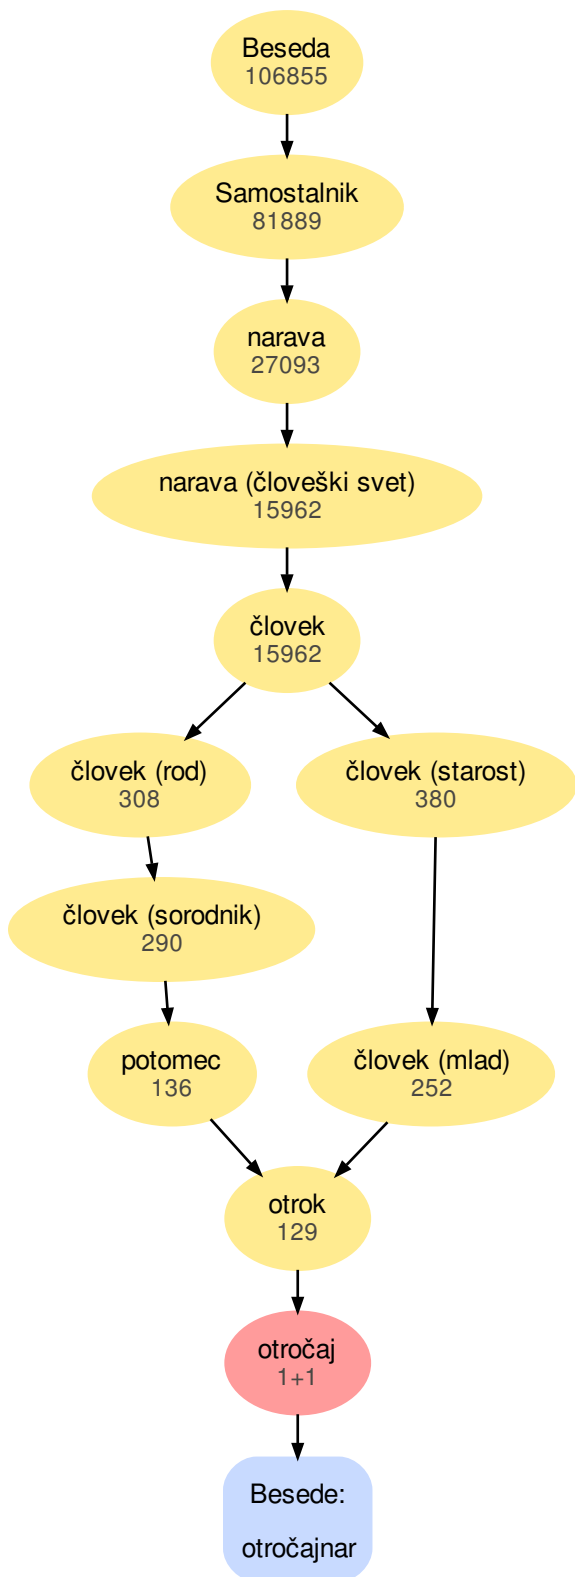 Beseda
106855
Samostalnik
81889
narava
27093
narava (človeški svet)
15962
človek
15962
človek (rod)
308
človek (starost)
380
človek (sorodnik)
290
potomec
136
človek (mlad)
252
otrok
129
otročaj
1+1
Besede:
otročajnar